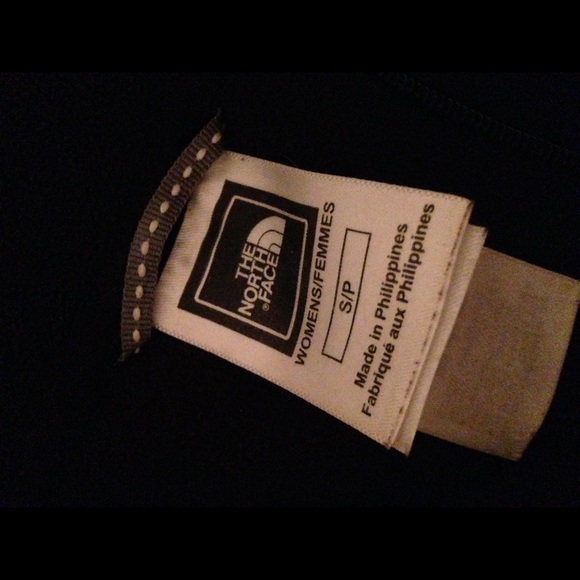 THE
NORTH
FACE®
WOMENS/FEMMES
S/P
Made in Philippines
Fabriqué aux Philippines